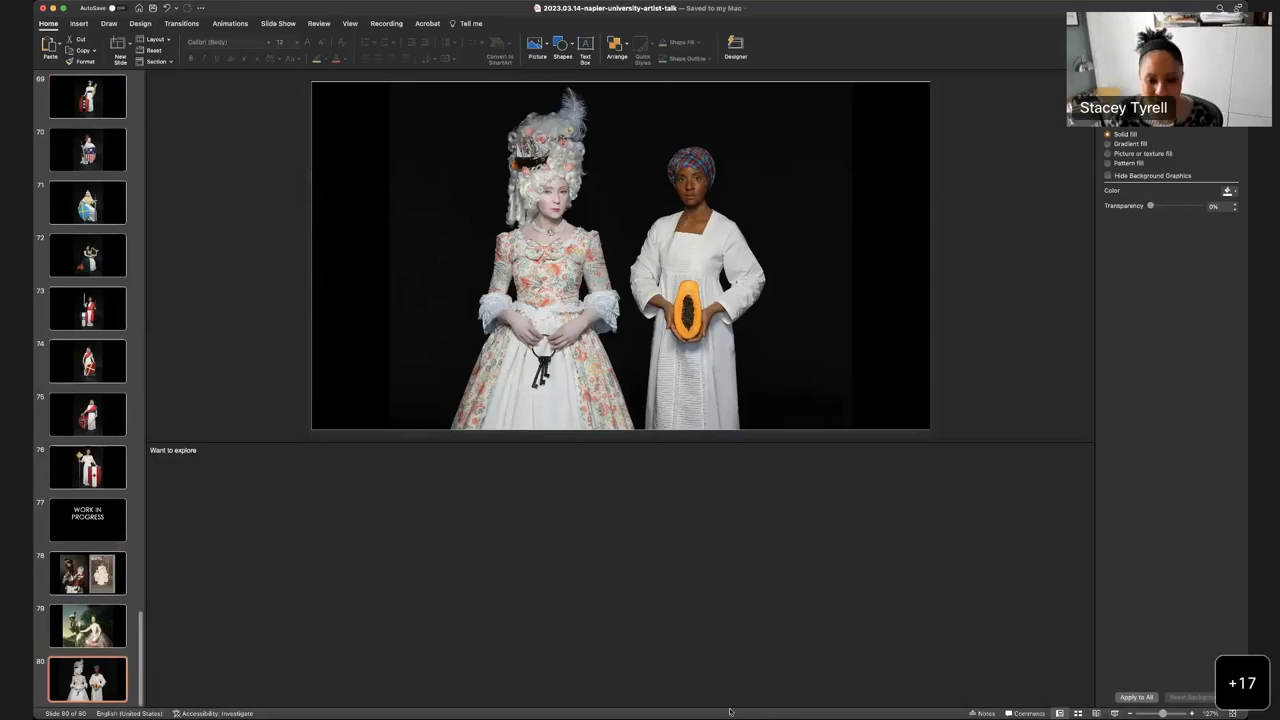 AutoSave OFF
2023.03.14-napier-university-artist-talk — Saved to my Mac
Home Insert Draw Design Transitions Animations Slide Show Review View Recording Acrobat Tell me
Paste
Cut
Copy
Format
New Slide
Layout
Reset
Section
Calibri (Body) 12
Convert to SmartArt
Picture
Shapes
Text Box
Arrange
Quick Styles
Shape Fill
Shape Outline
Designer
Stacey Tyrell
Solid fill
Gradient fill
Picture or texture fill
Pattern fill
Hide Background Graphics
Color
Transparency 0%
69
70
71
72
73
74
75
76
77
WORK IN
PROGRESS
78
79
80
Want to explore
+17
Apply to All Reset Background
Slide 80 of 80 English (United States) Accessibility: Investigate
Notes Comments 127%